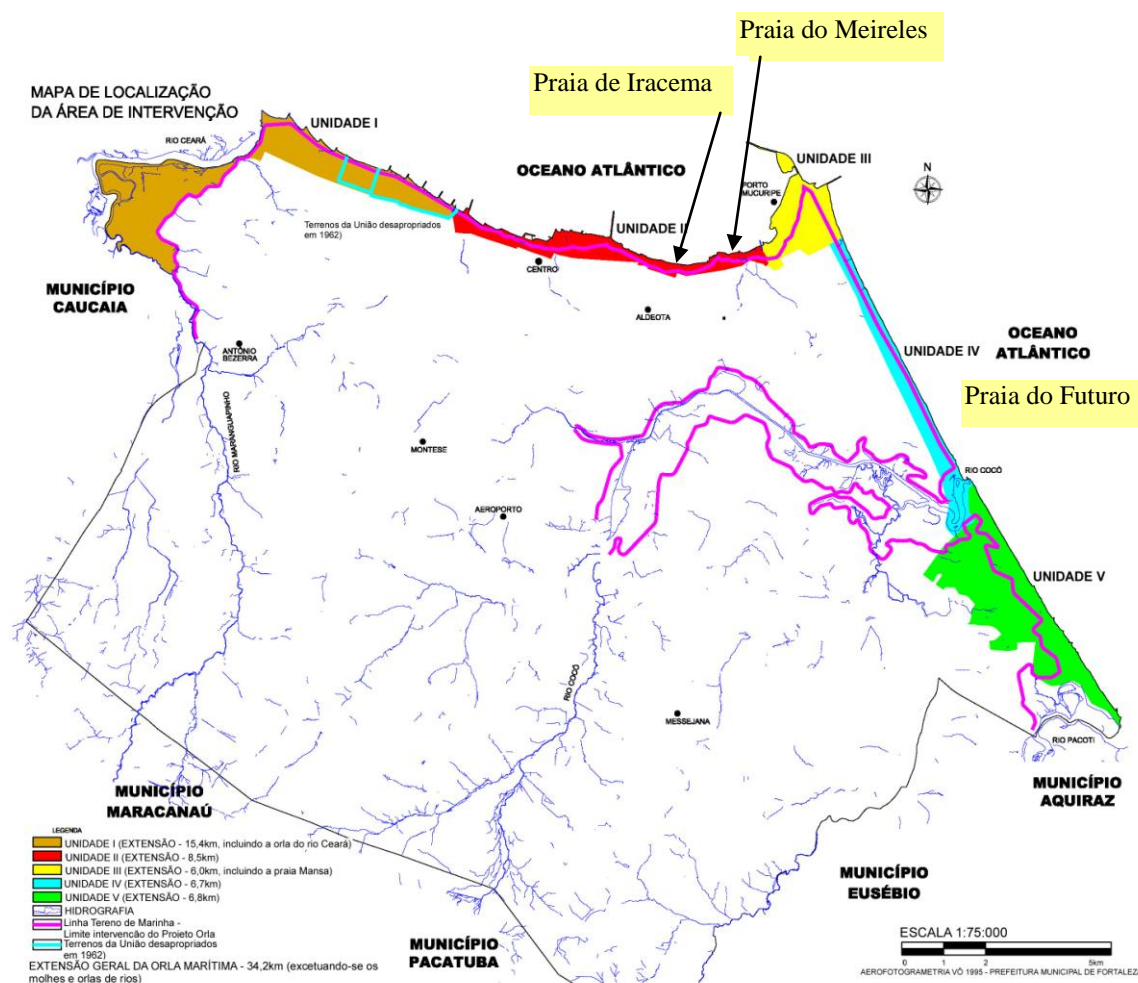 Praia do Meireles
Praia de Iracema
MAPA DE LOCALIZAÇÃO
DA ÁREA DE INTERVENÇÃO
UNIDADE I
RIO CEARÁ
OCEANO ATLÂNTICO
UNIDADE III
PORTO
MUCURIPE
N
Terrenos da União desapropriados
em 1962)
UNIDADE II
CENTRO
MUNICÍPIO
CAUCAIA
ALDEOTA
ANTÔNIO
BEZERRA
UNIDADE IV
OCEANO
ATLÂNTICO
Praia do Futuro
RIO MARANGUAPINHO
MONTESE
RIO COCÓ
AEROPORTO
UNIDADE V
RIO COCÓ
MESSEJANA
RIO PACOTI
MUNICÍPIO
AQUIRAZ
MUNICÍPIO
MARACANAÚ
MUNICÍPIO
EUSÉBIO
MUNICÍPIO
PACATUBA
LEGENDA
UNIDADE I (EXTENSÃO - 15,4km, incluindo a orla do rio Ceará)
UNIDADE II (EXTENSÃO - 8,5km)
UNIDADE III (EXTENSÃO - 6,0km, incluindo a praia Mansa)
UNIDADE IV (EXTENSÃO - 6,7km)
UNIDADE V (EXTENSÃO - 6,8km)
HIDROGRAFIA
Linha Tereno de Marinha -
Limite intervencão do Projeto Orla
Terrenos da União desapropriados
em 1962)
EXTENSÃO GERAL DA ORLA MARÍTIMA - 34,2km (excetuando-se os
molhes e orlas de rios)
ESCALA 1:75:000
0 1 2 5km
AEROFOTOGRAMETRIA VÔ 1995 - PREFEITURA MUNICIPAL DE FORTALEZA